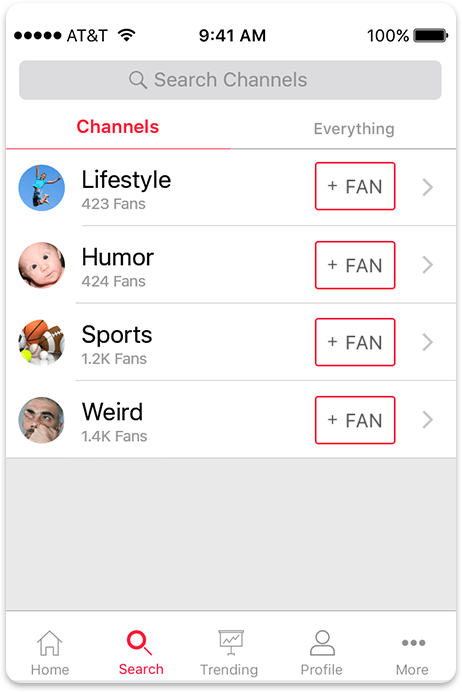 AT&T 9:41 AM 100%
Search Channels
Channels Everything
Lifestyle
423 Fans
+ FAN
Humor
424 Fans
+ FAN
Sports
1.2K Fans
+ FAN
Weird
1.4K Fans
+ FAN
Home Search Trending Profile More